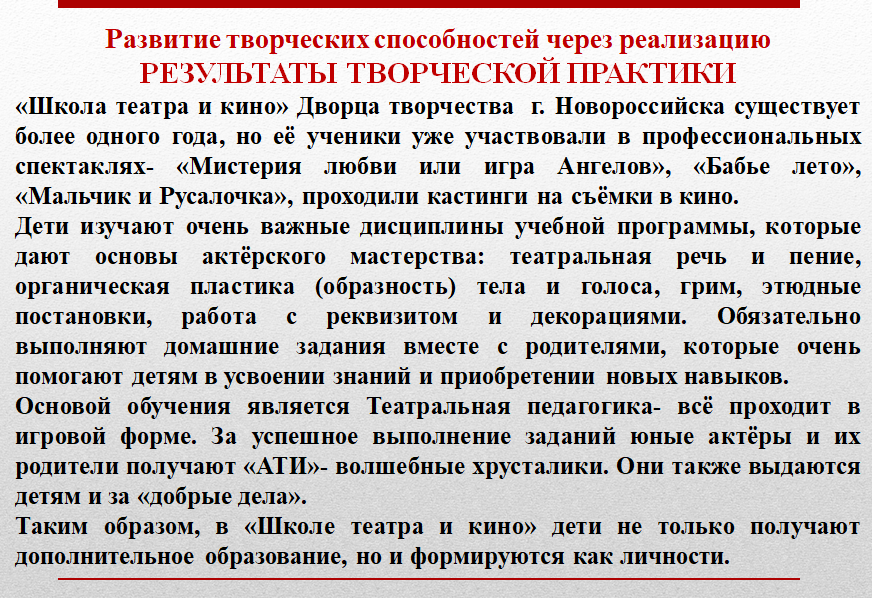 Развитие творческих способностей через реализацию
РЕЗУЛЬТАТЫ ТВОРЧЕСКОЙ ПРАКТИКИ
«Школа театра и кино» Дворца творчества г. Новороссийска существует
более одного года, но её ученики уже участвовали в профессиональных
спектаклях- «Мистерия любви или игра Ангелов», «Бабье лето»,
«Мальчик и Русалочка», проходили кастинги на съёмки в кино.
Дети изучают очень важные дисциплины учебной программы, которые
дают основы актёрского мастерства: театральная речь и пение,
органическая пластика (образность) тела и голоса, грим, этюдные
постановки, работа с реквизитом и декорациями. Обязательно
выполняют домашние задания вместе с родителями, которые очень
помогают детям в усвоении знаний и приобретении новых навыков.
Основой обучения является Театральная педагогика- всё проходит в
игровой форме. За успешное выполнение заданий юные актёры и их
родители получают «АТИ»- волшебные хрусталики. Они также выдаются
детям и за «добрые дела».
Таким образом, в «Школе театра и кино» дети не только получают
дополнительное образование, но и формируются как личности.